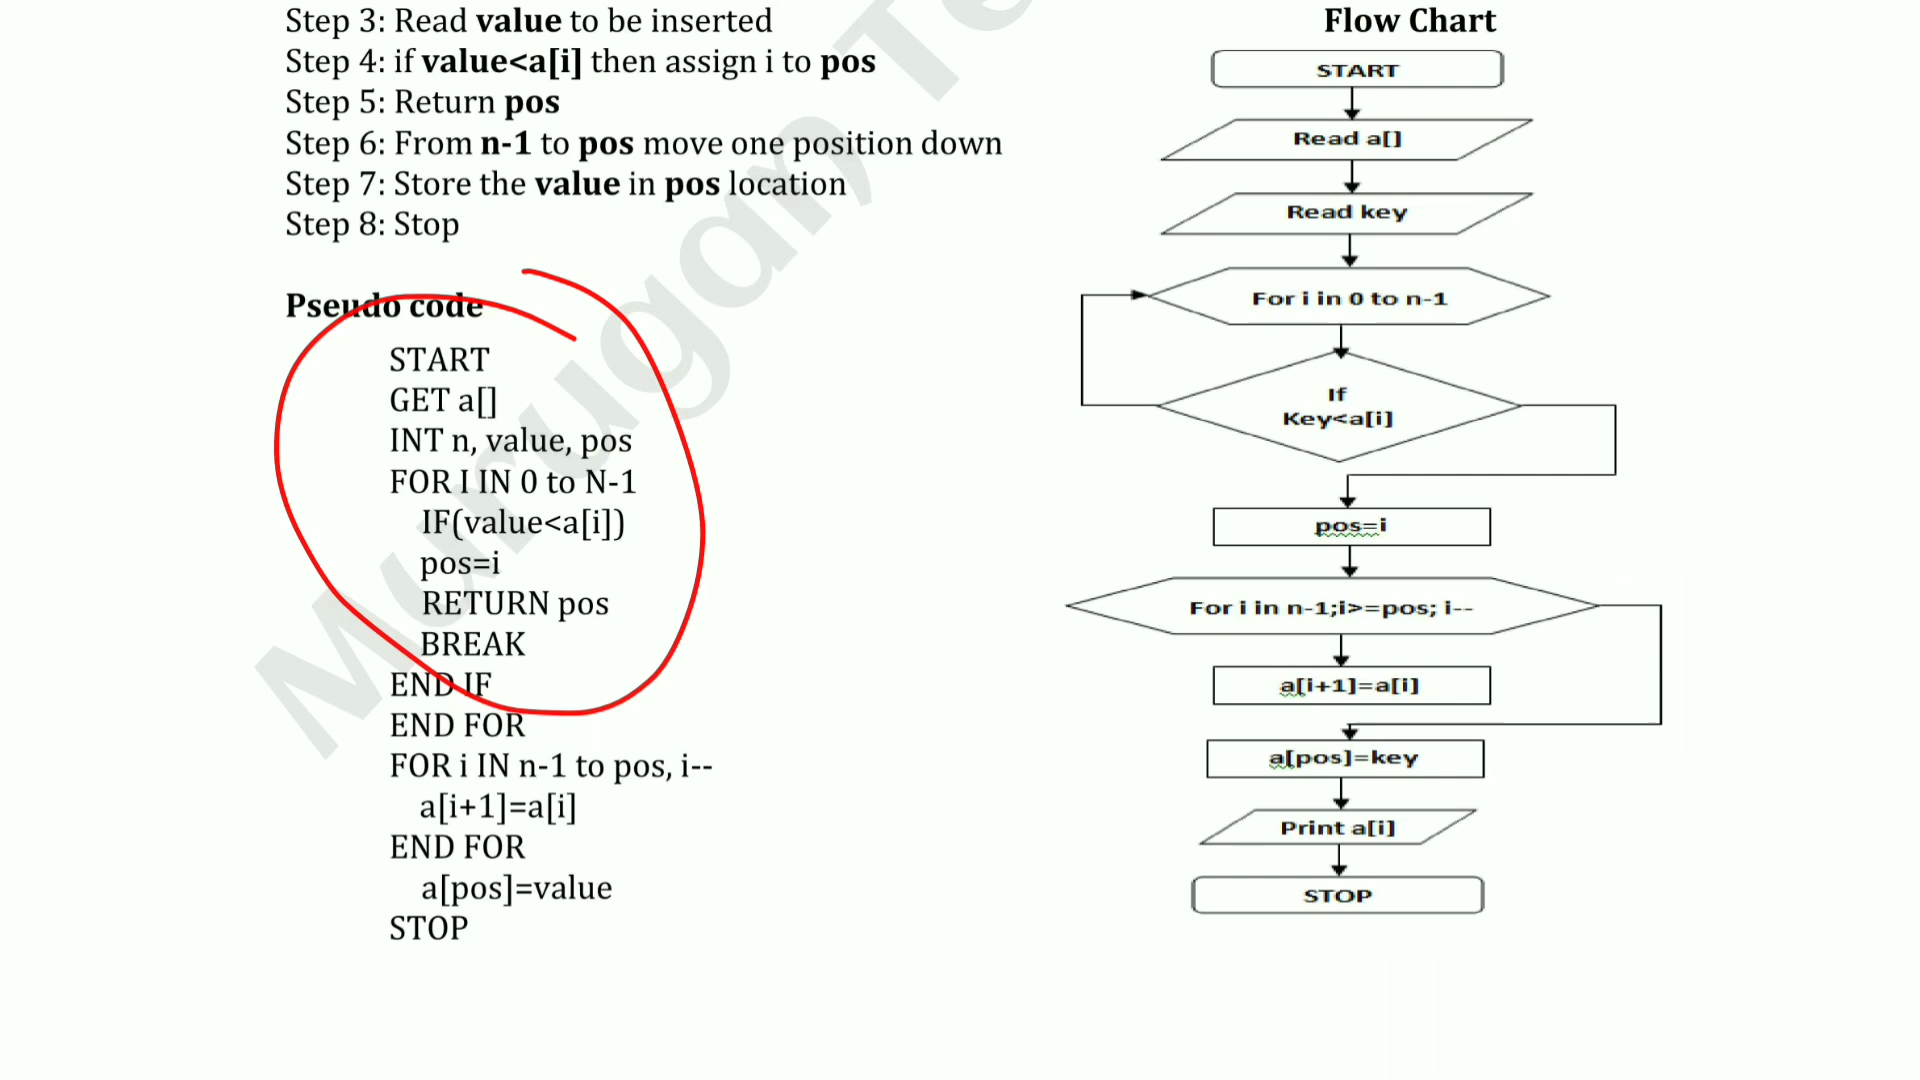 Step 3: Read value to be inserted
Step 4: if value<a[i] then assign i to pos
Step 5: Return pos
Step 6: From n-1 to pos move one position down
Step 7: Store the value in pos location
Step 8: Stop
Pseudo code
START
GET a[]
INT n, value, pos
FOR I IN 0 to N-1
IF(value<a[i])
pos=i
RETURN pos
BREAK
END IF
END FOR
FOR i IN n-1 to pos, i--
a[i+1]=a[i]
END FOR
a[pos]=value
STOP
Flow Chart
START
Read a[]
Read key
For i in 0 to n-1
If
Key<a[i]
pos=i
For i in n-1;i>=pos; i--
a[i+1]=a[i]
a[pos]=key
Print a[i]
STOP
Murugan, Te